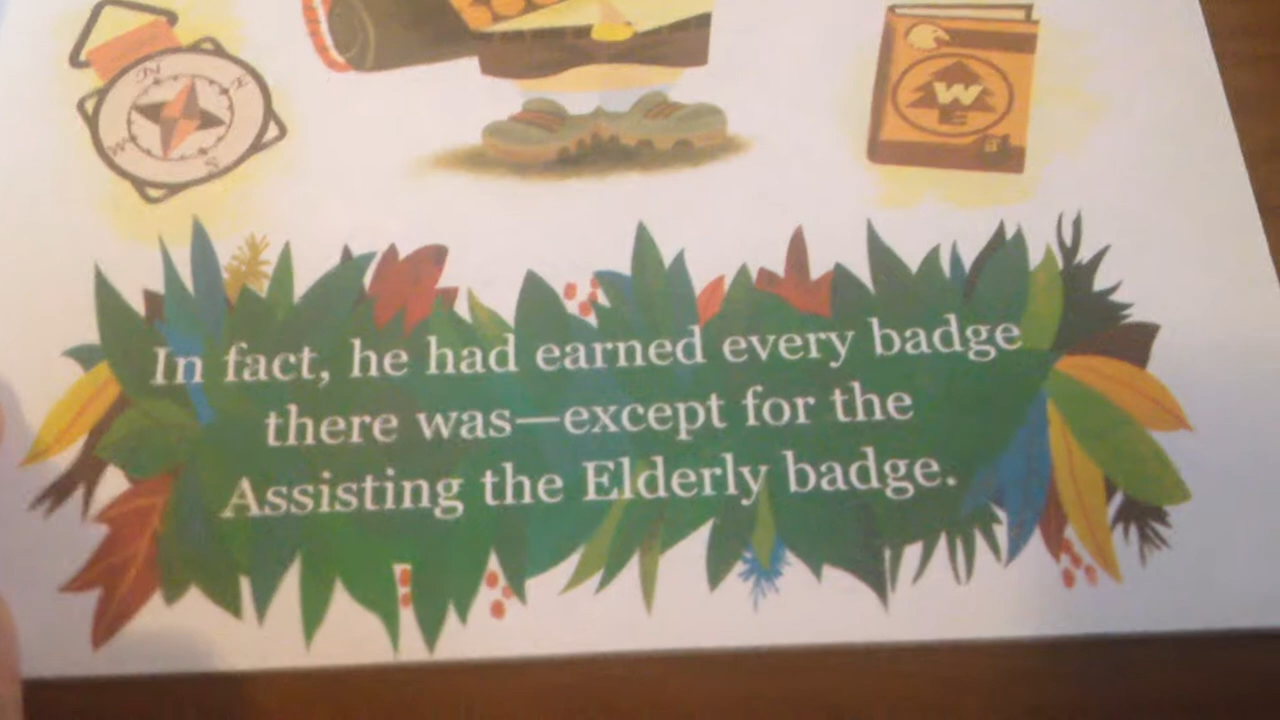 N
E
W
S
W
E
In fact, he had earned every badge
there was—except for the
Assisting the Elderly badge.